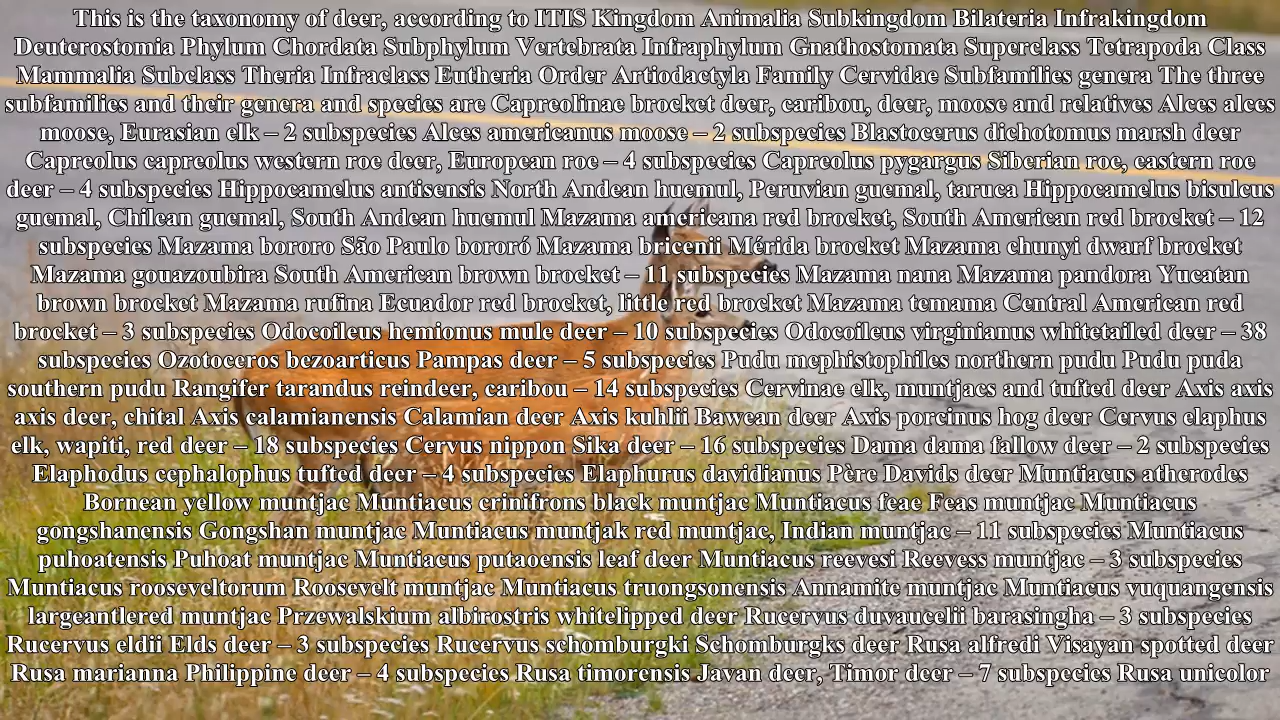 This is the taxonomy of deer, according to ITIS Kingdom Animalia Subkingdom Bilateria Infrakingdom
Deuterostomia Phylum Chordata Subphylum Vertebrata Infraphylum Gnathostomata Superclass Tetrapoda Class
Mammalia Subclass Theria Infraclass Eutheria Order Artiodactyla Family Cervidae Subfamilies genera The three
subfamilies and their genera and species are Capreolinae brocket deer, caribou, deer, moose and relatives Alces alces
moose, Eurasian elk – 2 subspecies Alces americanus moose – 2 subspecies Blastocerus dichotomus marsh deer
Capreolus capreolus western roe deer, European roe – 4 subspecies Capreolus pygargus Siberian roe, eastern roe
deer – 4 subspecies Hippocamelus antisensis North Andean huemul, Peruvian guemal, taruca Hippocamelus bisulcus
guemal, Chilean guemal, South Andean huemul Mazama americana red brocket, South American red brocket – 12
subspecies Mazama bororo São Paulo bororó Mazama bricenii Mérida brocket Mazama chunyi dwarf brocket
Mazama gouazoubira South American brown brocket – 11 subspecies Mazama nana Mazama pandora Yucatan
brown brocket Mazama rufina Ecuador red brocket, little red brocket Mazama temama Central American red
brocket – 3 subspecies Odocoileus hemionus mule deer – 10 subspecies Odocoileus virginianus whitetailed deer – 38
subspecies Ozotoceros bezoarticus Pampas deer – 5 subspecies Pudu mephistophiles northern pudu Pudu puda
southern pudu Rangifer tarandus reindeer, caribou – 14 subspecies Cervinae elk, muntjacs and tufted deer Axis axis
axis deer, chital Axis calamianensis Calamian deer Axis kuhlii Bawean deer Axis porcinus hog deer Cervus elaphus
elk, wapiti, red deer – 18 subspecies Cervus nippon Sika deer – 16 subspecies Dama dama fallow deer – 2 subspecies
Elaphodus cephalophus tufted deer – 4 subspecies Elaphurus davidianus Père Davids deer Muntiacus atherodes
Bornean yellow muntjac Muntiacus crinifrons black muntjac Muntiacus feae Feas muntjac Muntiacus
gongshanensis Gongshan muntjac Muntiacus muntjak red muntjac, Indian muntjac – 11 subspecies Muntiacus
puhoatensis Puhoat muntjac Muntiacus putaoensis leaf deer Muntiacus reevesi Reevess muntjac – 3 subspecies
Muntiacus rooseveltorum Roosevelt muntjac Muntiacus truongsonensis Annamite muntjac Muntiacus vuquangensis
largeantlered muntjac Przewalskium albirostris whitelipped deer Rucervus duvaucelii barasingha – 3 subspecies
Rucervus eldii Elds deer – 3 subspecies Rucervus schomburgki Schomburgks deer Rusa alfredi Visayan spotted deer
Rusa marianna Philippine deer – 4 subspecies Rusa timorensis Javan deer, Timor deer – 7 subspecies Rusa unicolor